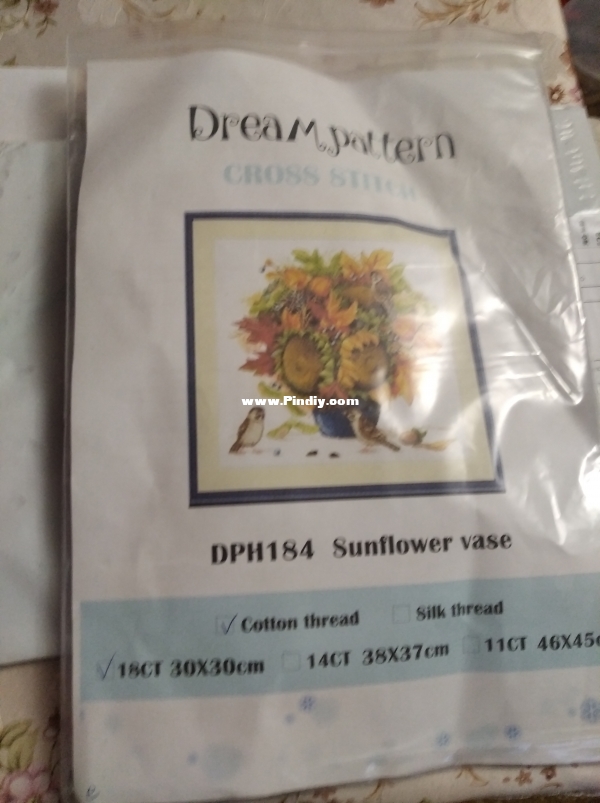 Dream pattern
CROSS STITCH
www.Pindiy.com
DPH184 Sunflower vase
Cotton thread Silk thread
18CT 30X30cm 14CT 38X37cm 11CT 46X45c